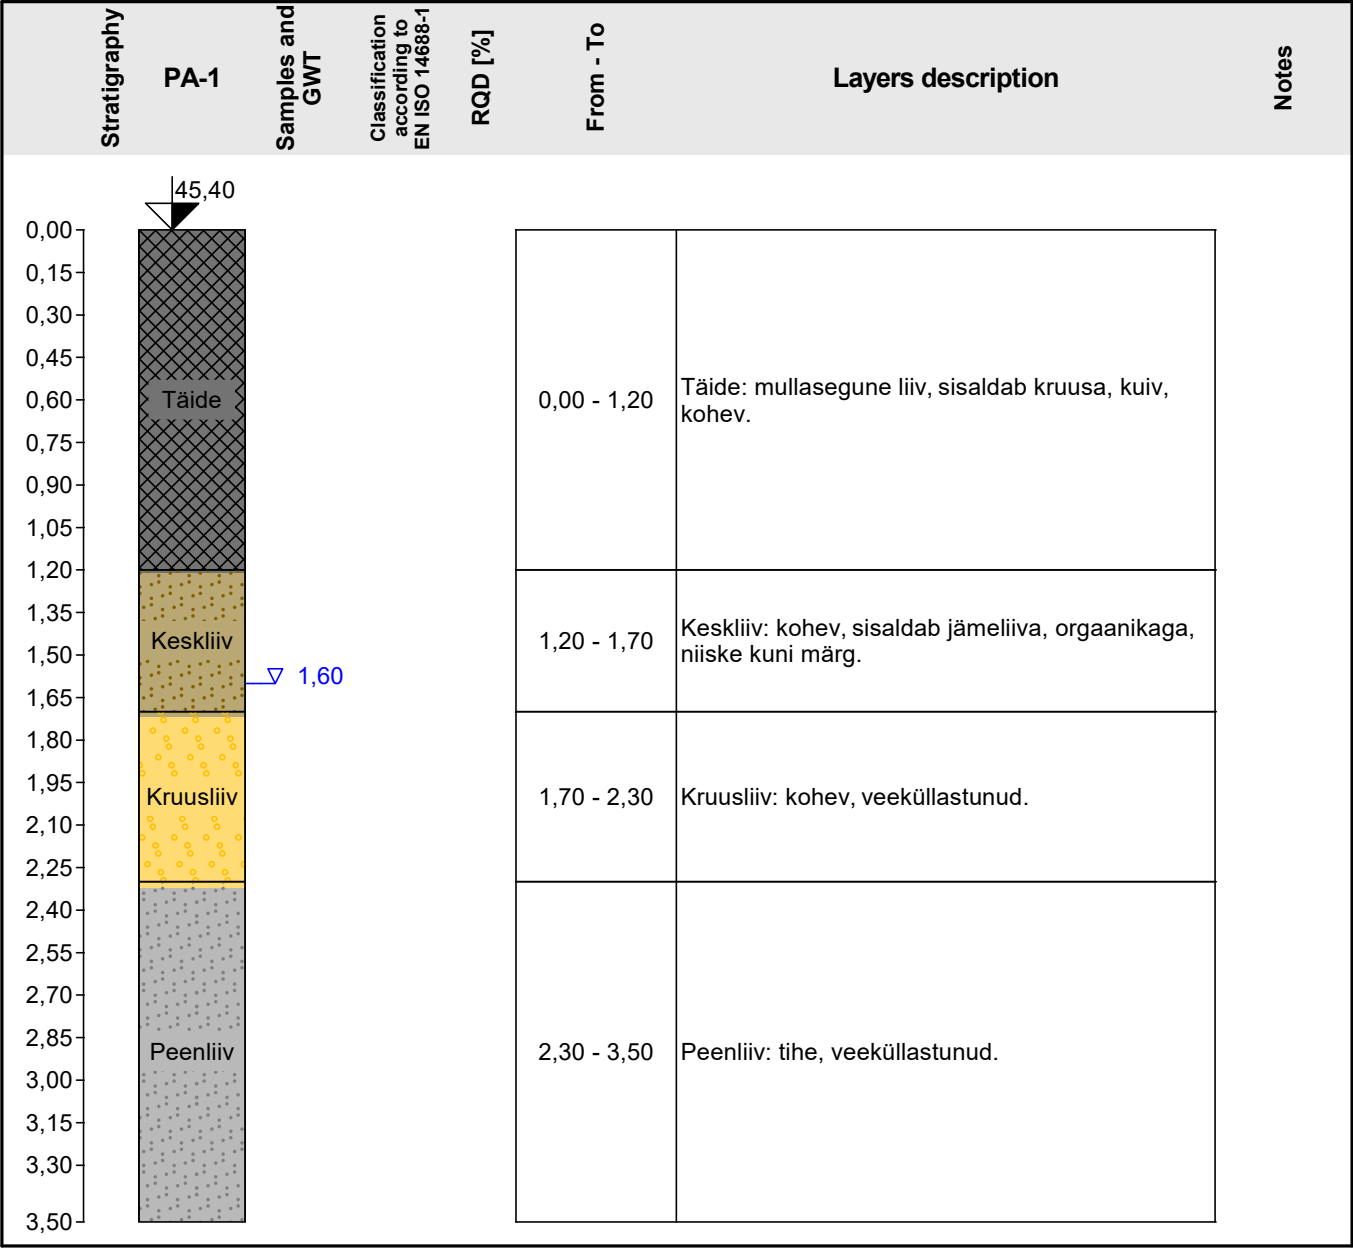 Stratigraphy
PA-1
Samples and
GWT
Classification
according to
EN ISO 14688-1
RQD [%]
From - To
Layers description
Notes
45,40
0,00
0,15
0,30
0,45
0,60
0,75
0,90
1,05
1,20
1,35
1,50
1,65
1,80
1,95
2,10
2,25
2,40
2,55
2,70
2,85
3,00
3,15
3,30
3,50
Täide
0,00 - 1,20
Täide: mullasegune liiv, sisaldab kruusa, kuiv,
kohev.
Keskliiv
1,60
1,20 - 1,70
Keskliiv: kohev, sisaldab jämeliiva, orgaanikaga,
niiske kuni märg.
Kruusliiv
1,70 - 2,30
Kruusliiv: kohev, veeküllastunud.
Peenliiv
2,30 - 3,50
Peenliiv: tihe, veeküllastunud.